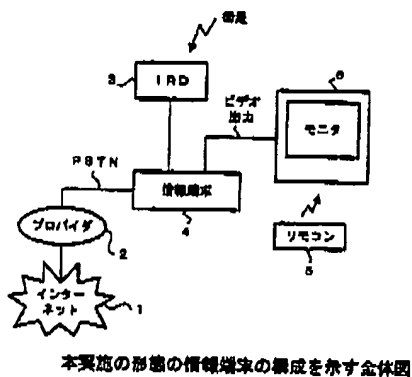 衛星
3
IRD
6
モニタ
ビデオ
出力
PSTN
情報端末
4
プロバイダ
2
リモコン
5
インター
ネット
1
本実施の形態の情報端末の構成を示す全体図